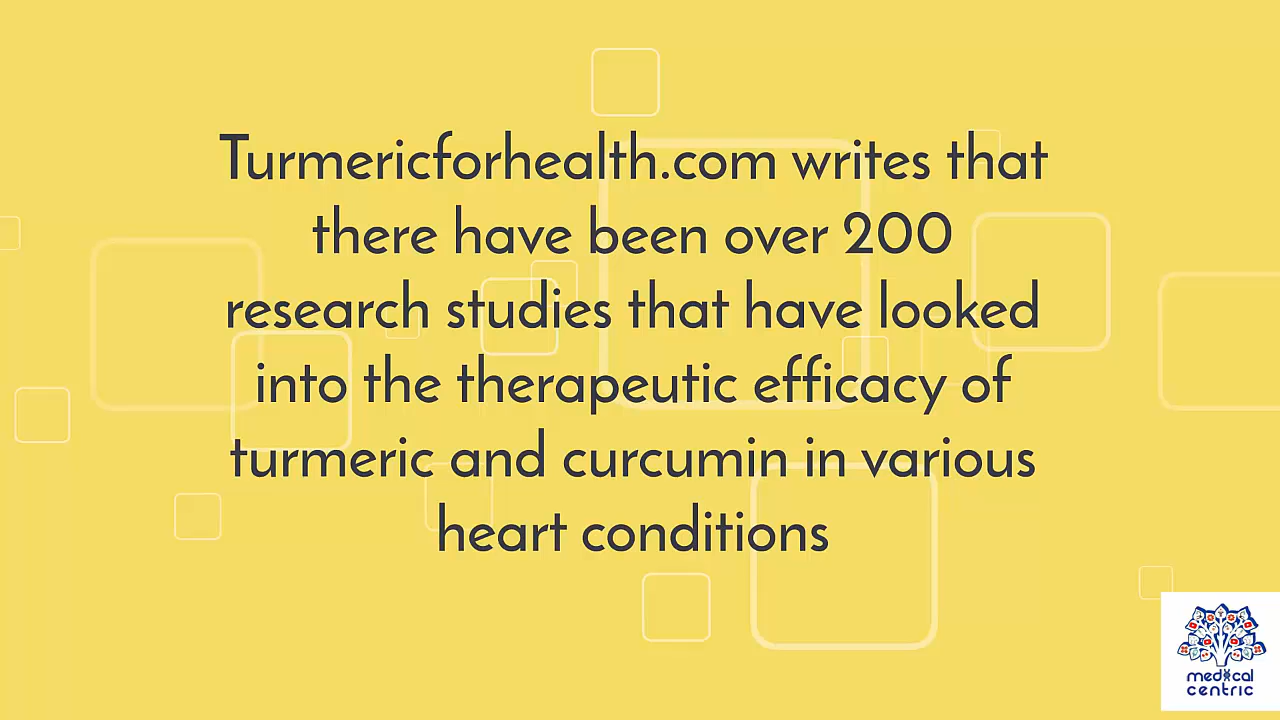 Turmericforhealth.com writes that
there have been over 200
research studies that have looked
into the therapeutic efficacy of
turmeric and curcumin in various
heart conditions
medical
centric